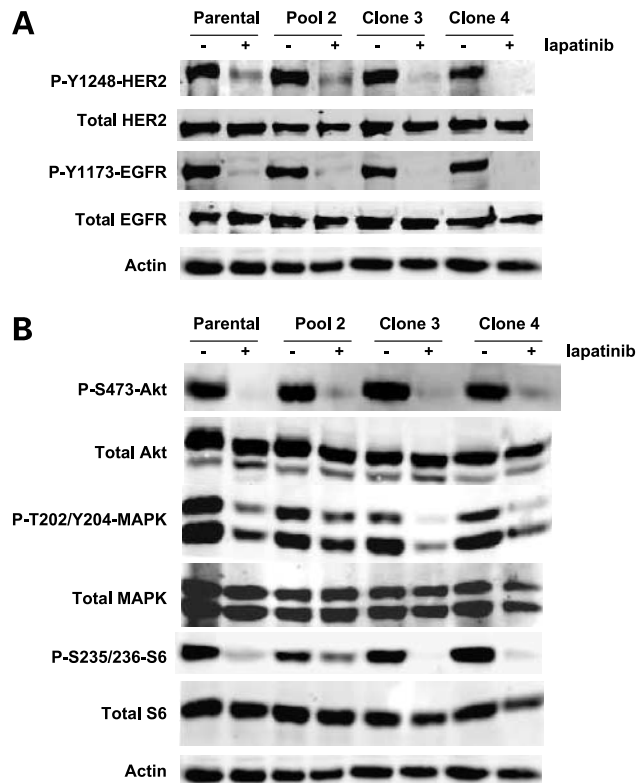 A
Parental Pool 2 Clone 3 Clone 4
- + - + - + - + lapatinib
P-Y1248-HER2
Total HER2
P-Y1173-EGFR
Total EGFR
Actin
B
Parental Pool 2 Clone 3 Clone 4
- + - + - + - + lapatinib
P-S473-Akt
Total Akt
P-T202/Y204-MAPK
Total MAPK
P-S235/236-S6
Total S6
Actin